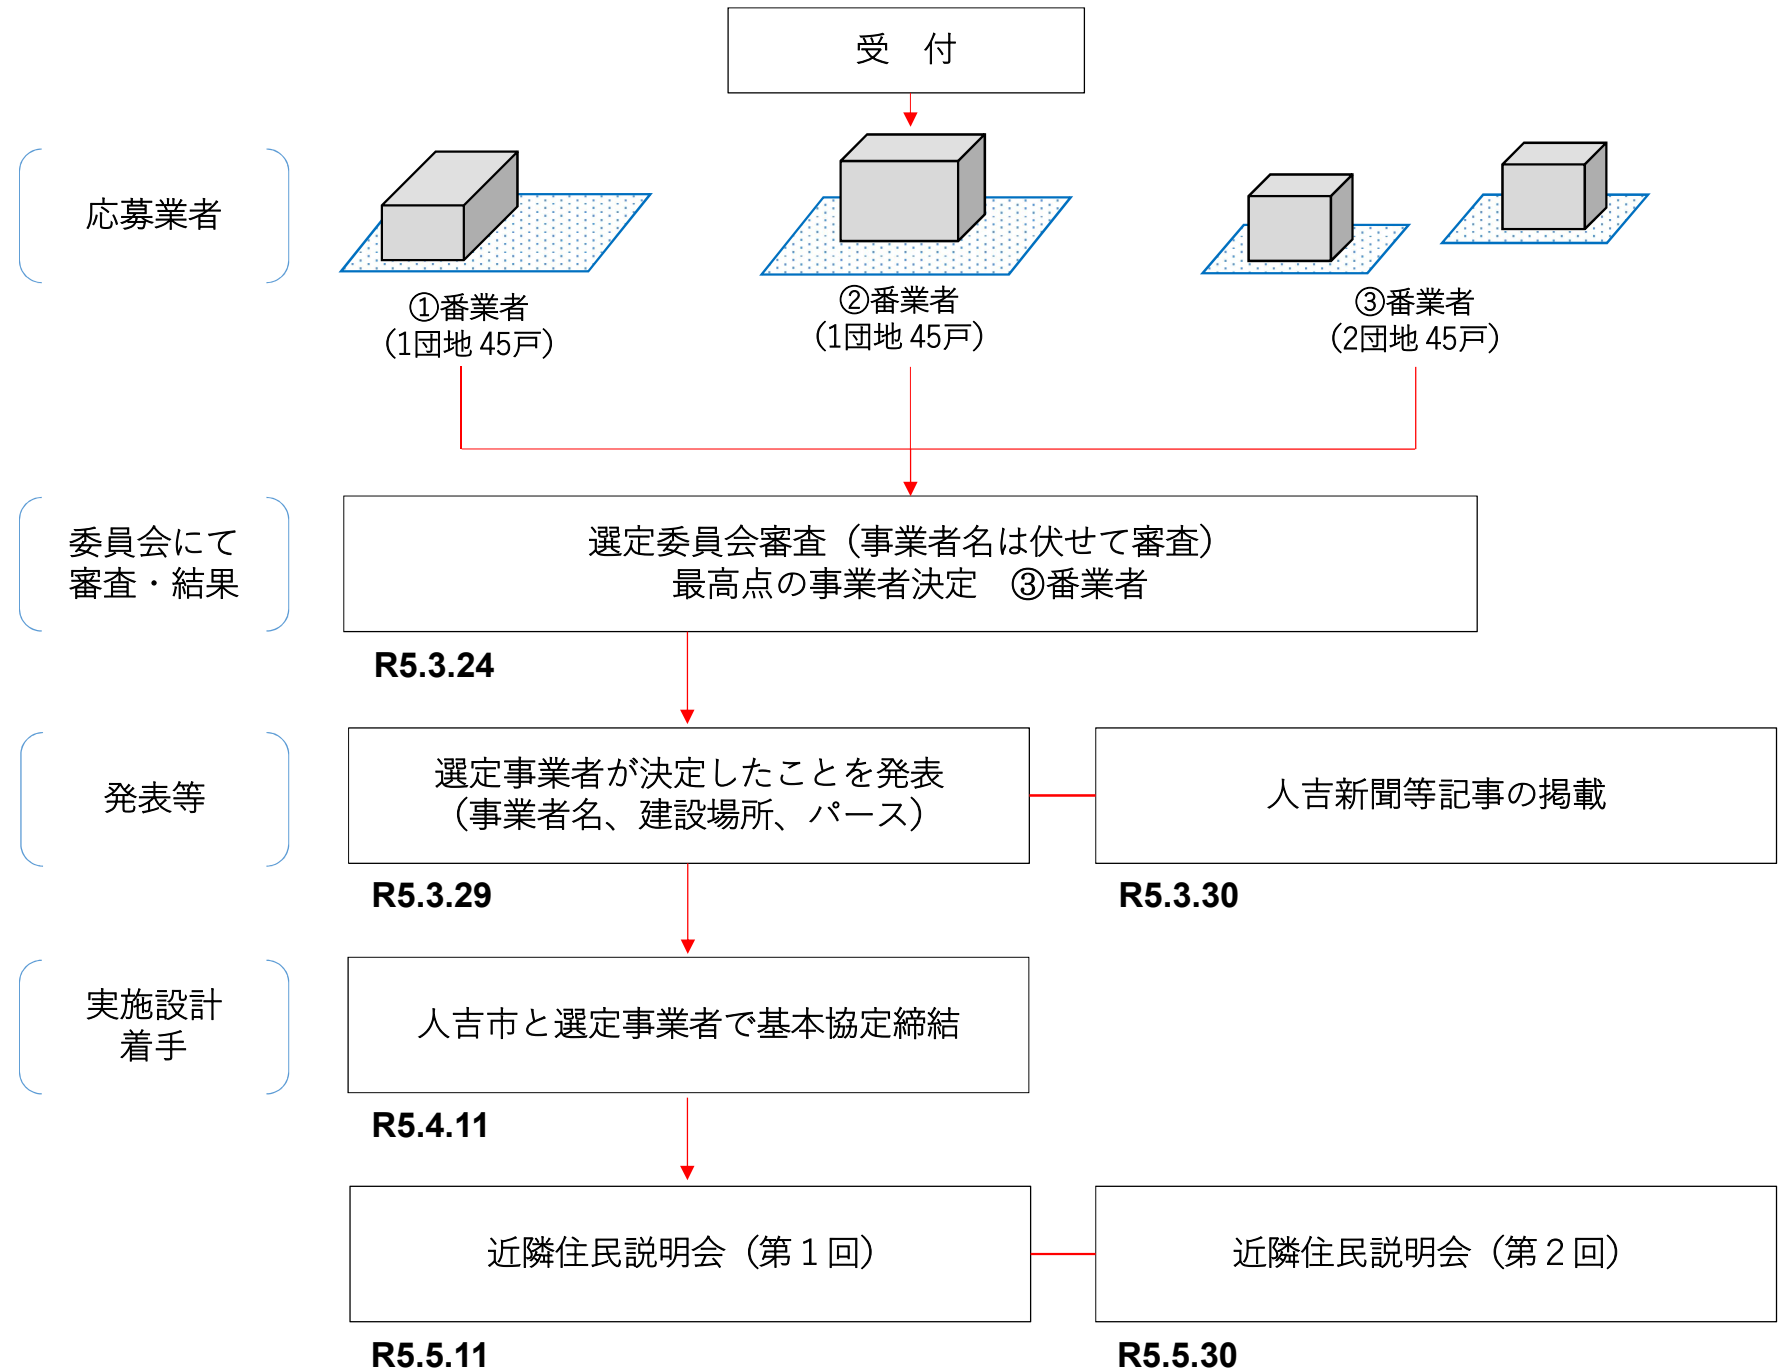 受　付
応募業者
①番業者
（1団地 45戸）
②番業者
（1団地 45戸）
③番業者
（2団地 45戸）
委員会にて
審査・結果
選定委員会審査（事業者名は伏せて審査）
最高点の事業者決定　③番業者
R5.3.24
発表等
選定事業者が決定したことを発表
（事業者名、建設場所、パース）
人吉新聞等記事の掲載
R5.3.29
R5.3.30
実施設計
着手
人吉市と選定事業者で基本協定締結
R5.4.11
近隣住民説明会（第１回）
近隣住民説明会（第２回）
R5.5.11
R5.5.30